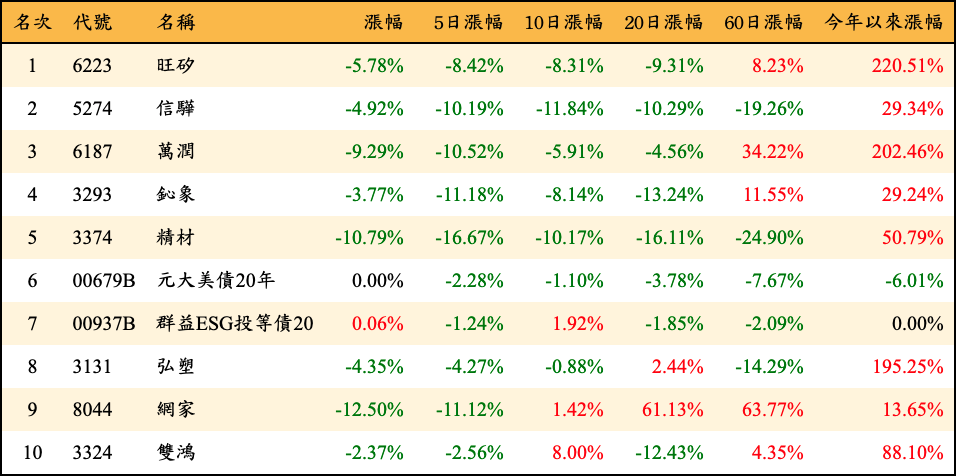 名次 代號 名稱 漲幅 5日漲幅 10日漲幅 20日漲幅 60日漲幅 今年以來漲幅
1 6223 旺矽 -5.78% -8.42% -8.31% -9.31% 8.23% 220.51%
2 5274 信驊 -4.92% -10.19% -11.84% -10.29% -19.26% 29.34%
3 6187 萬潤 -9.29% -10.52% -5.91% -4.56% 34.22% 202.46%
4 3293 鈊象 -3.77% -11.18% -8.14% -13.24% 11.55% 29.24%
5 3374 精材 -10.79% -16.67% -10.17% -16.11% -24.90% 50.79%
6 00679B 元大美債20年 0.00% -2.28% -1.10% -3.78% -7.67% -6.01%
7 00937B 群益ESG投等債20 0.06% -1.24% 1.92% -1.85% -2.09% 0.00%
8 3131 弘塑 -4.35% -4.27% -0.88% 2.44% -14.29% 195.25%
9 8044 網家 -12.50% -11.12% 1.42% 61.13% 63.77% 13.65%
10 3324 雙鴻 -2.37% -2.56% 8.00% -12.43% 4.35% 88.10%